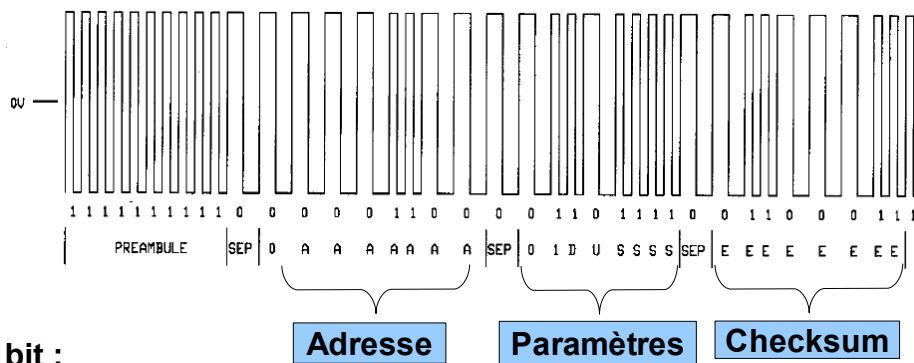 0V
1 1 1 1 1 1 1 1 1 1 0 0 0 0 0 1 1 0 0 0 0 1 1 0 1 1 1 1 0 0 1 1 0 0 0 1 1 1
PREAMBULE SEP 0 A A A A A A A SEP 0 1 D U S S S S SEP E E E E E E E E
Adresse Paramètres Checksum
bit :